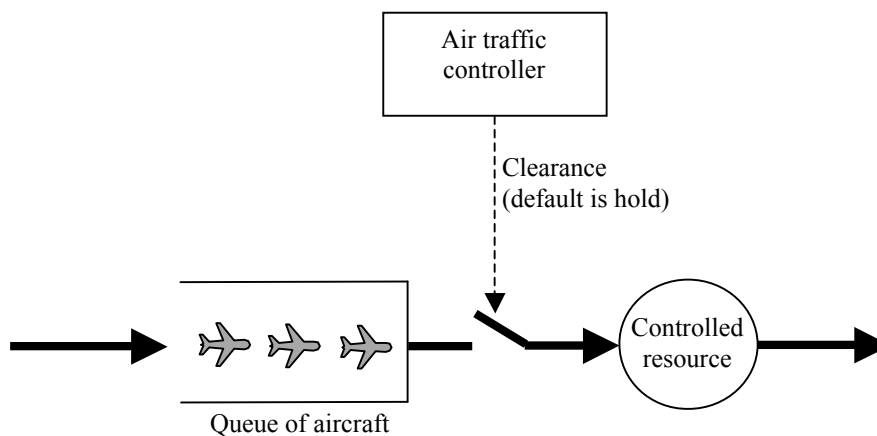 Air traffic
controller
Clearance
(default is hold)
Controlled
resource
Queue of aircraft